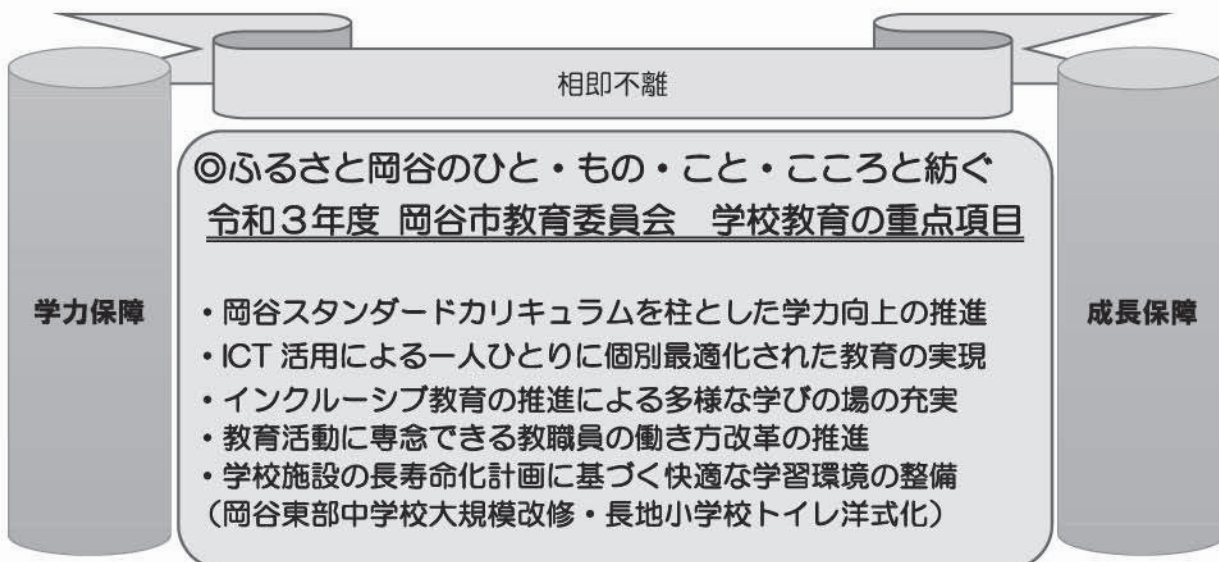 相即不離
◎ふるさと岡谷のひと・もの・こと・こころと紡ぐ
令和３年度 岡谷市教育委員会　学校教育の重点項目
学力保障
・岡谷スタンダードカリキュラムを柱とした学力向上の推進
・ICT 活用による一人ひとりに個別最適化された教育の実現
・インクルーシブ教育の推進による多様な学びの場の充実
・教育活動に専念できる教職員の働き方改革の推進
・学校施設の長寿命化計画に基づく快適な学習環境の整備
（岡谷東部中学校大規模改修・長地小学校トイレ洋式化）
成長保障